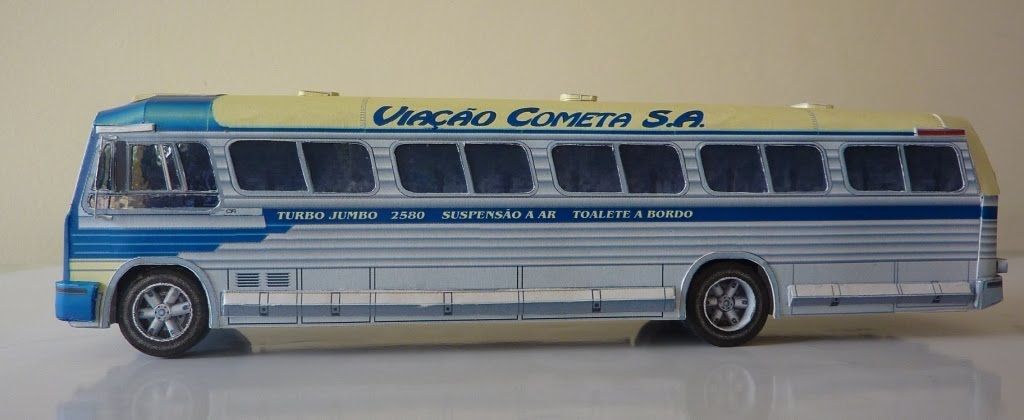 VIAÇÃO COMETA S.A.
TURBO JUMBO 2580 SUSPENSÃO A AR TOALETE A BORDO